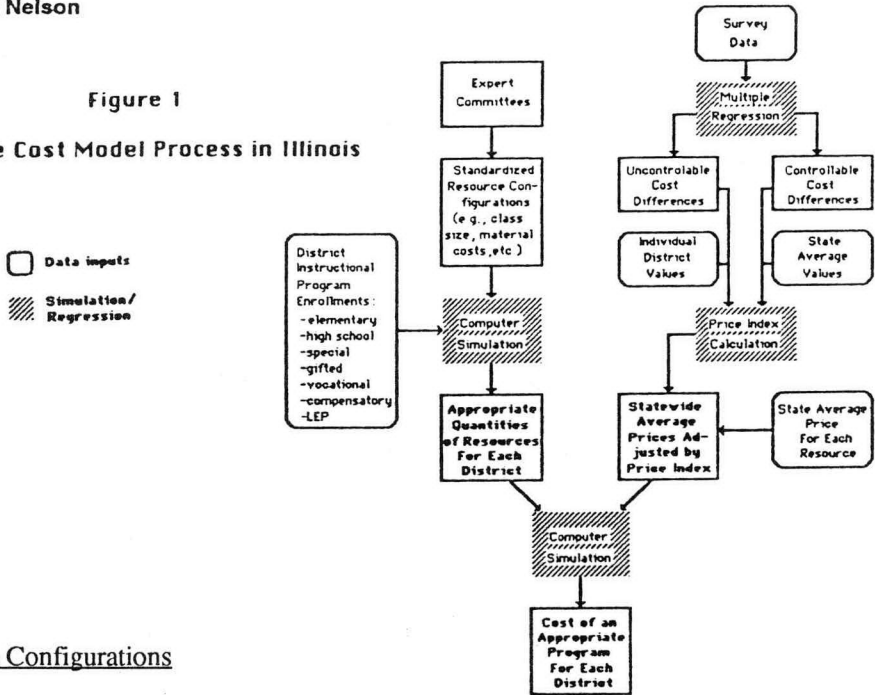 Nelson
Figure 1
e Cost Model Process in Illinois
Data inputs
Simulation/
Regression
Expert
Committees
Standardized
Resource Con-
figurations
(e g., class
size, material
costs,etc )
District
Instructional
Program
Enrollments:
-elementary
-high school
-special
-gifted
-vocational
-compensatory
-LEP
Computer
Simulation
Appropriate
Quantities
of Resources
For Each
District
Survey
Data
Multiple
Regression
Uncontrolable
Cost
Differences
Controllable
Cost
Differences
Individual
District
Values
State
Average
Values
Price Index
Calculation
Statewide
Average
Prices Ad-
justed by
Price Index
State Average
Price
For Each
Resource
Computer
Simulation
Cost of an
Appropriate
Program
For Each
District
Configurations